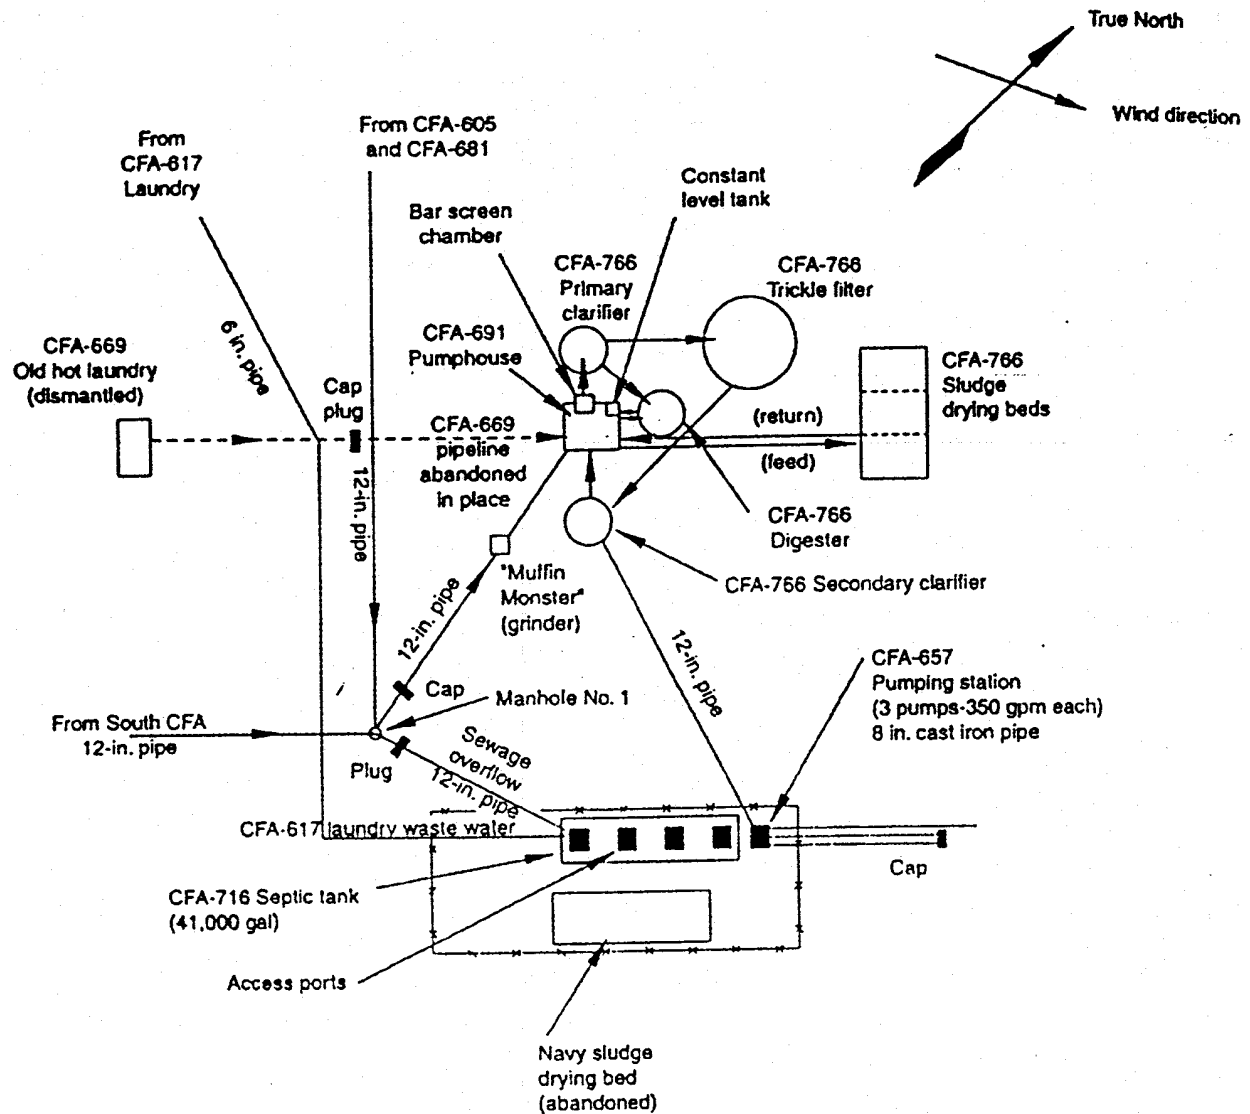 True North
Wind direction
From CFA-605
and CFA-681
From
CFA-617
Laundry
Constant
level tank
Bar screen
chamber
CFA-766
Primary
clarifier
CFA-766
Trickle filter
CFA-691
Pumphouse
6 in. pipe
CFA-669
Old hot laundry
(dismantled)
Cap
plug
CFA-766
Sludge
drying beds
(return)
(feed)
CFA-669
pipeline
abandoned
in place
12-in. pipe
CFA-766
Digester
"Muffin
Monster"
(grinder)
CFA-766 Secondary clarifier
12-in. pipe
12-in. pipe
CFA-657
Pumping station
(3 pumps-350 gpm each)
8 in. cast iron pipe
Cap
Manhole No. 1
From South CFA
12-in. pipe
Plug
Sewage
overflow
12-in. pipe
CFA-617 laundry waste water
Cap
CFA-716 Septic tank
(41,000 gal)
Access ports
Navy sludge
drying bed
(abandoned)